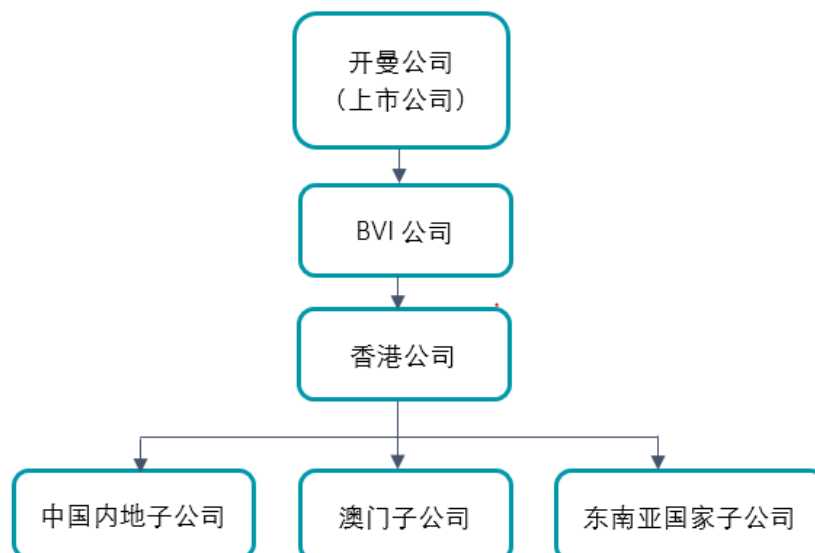 开曼公司
（上市公司）
BVI 公司
香港公司
中国内地子公司
澳门子公司
东南亚国家子公司